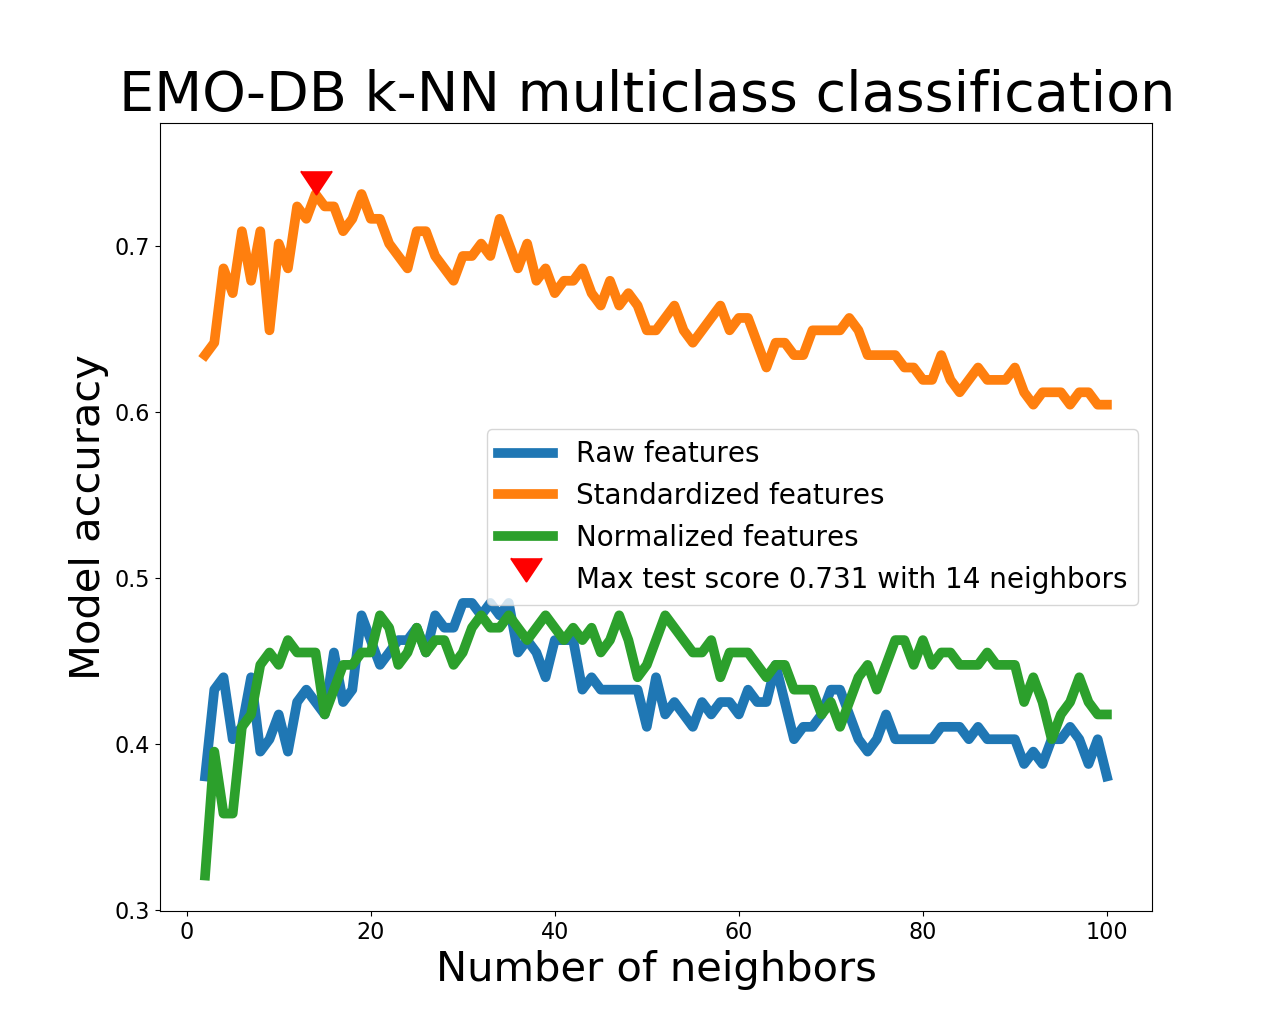 EMO-DB k-NN multiclass classification
Model accuracy
0.7
0.6
0.5
0.4
0.3
Raw features
Standardized features
Normalized features
Max test score 0.731 with 14 neighbors
0 20 40 60 80 100
Number of neighbors